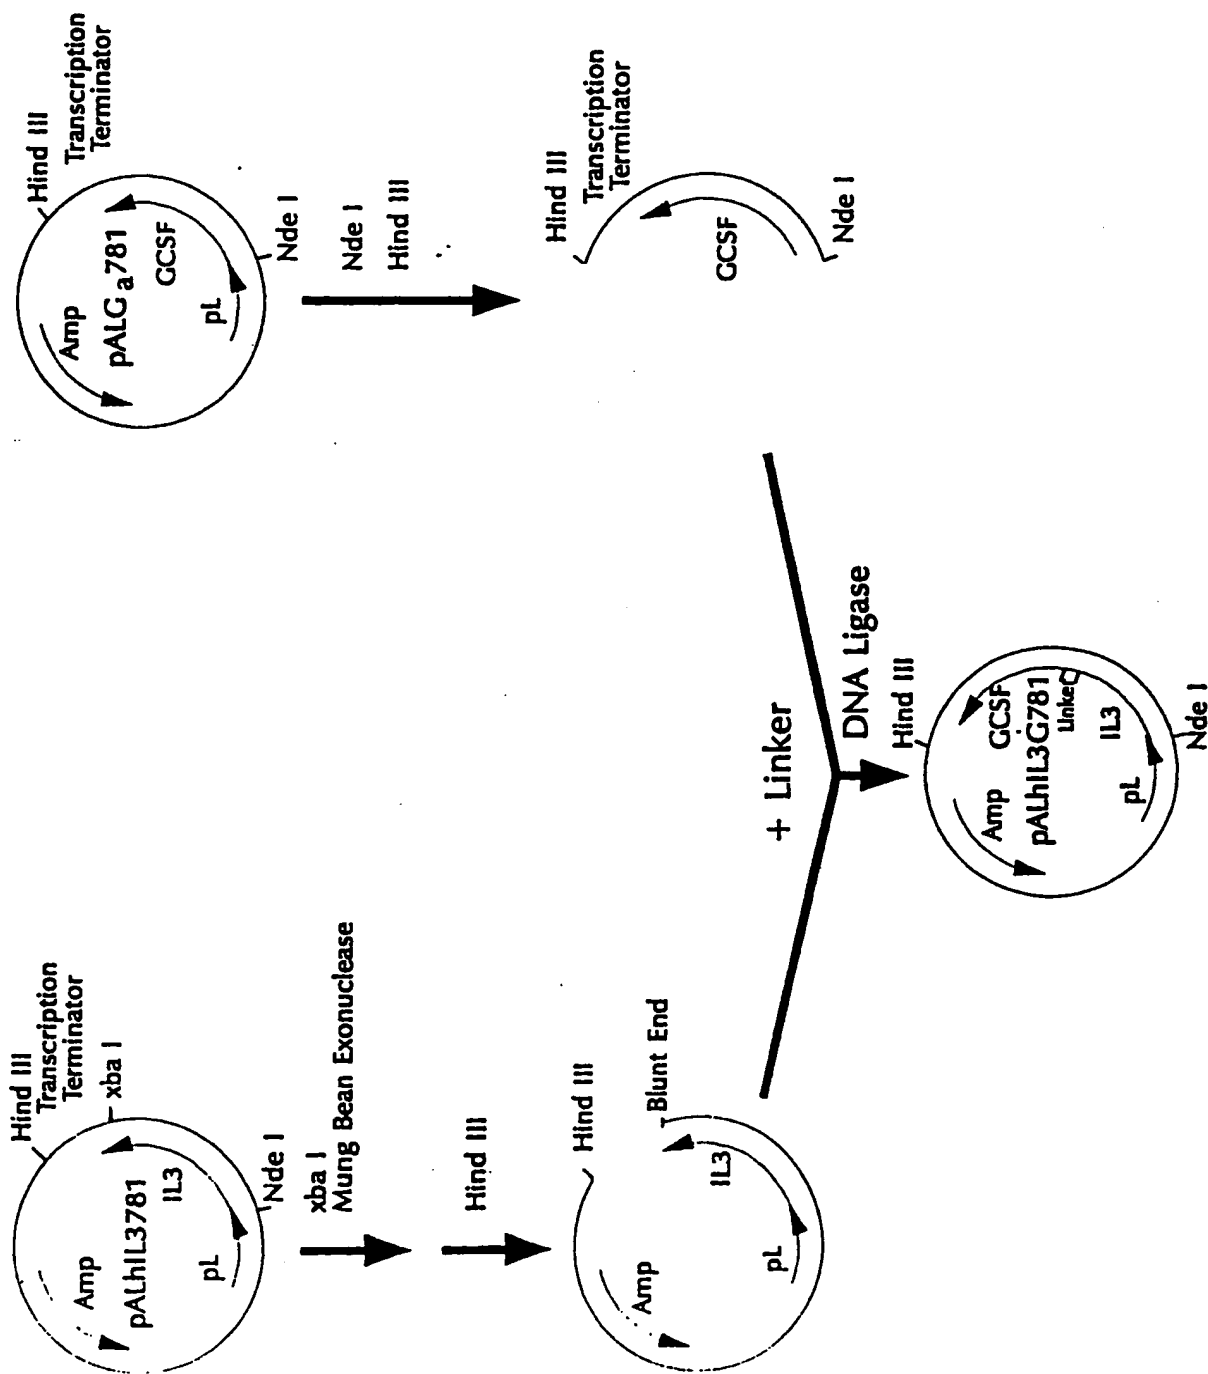 Hind III
Transcription
Terminator
xba I
Amp
pALhIL3781
IL3
pL
Nde I
xba I
Mung Bean Exonuclease
Hind III
Hind III
Blunt End
Amp
IL3
pL
Hind III
Transcription
Terminator
Amp
pALGa781
GCSF
pL
Nde I
Nde I
Hind III
Hind III
Transcription
Terminator
GCSF
Nde I
+ Linker
DNA Ligase
Hind III
Amp
GCSF
pALhIL3G781
Linker
IL3
pL
Nde I